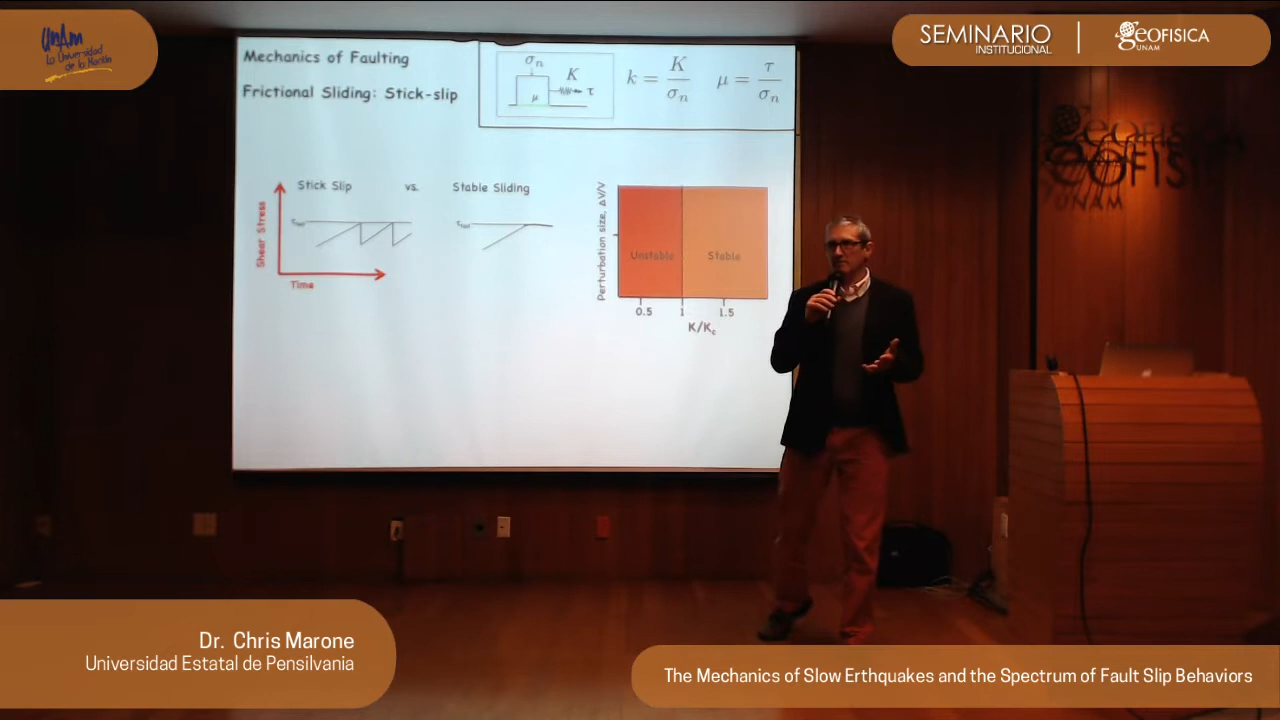 UNAM
La Universidad
de la Nación
SEMINARIO
INSTITUCIONAL
GEOFISICA
UNAM
Mechanics of Faulting
Frictional Sliding: Stick-slip
σn
K
μ
τ
k = K/σn
μ = τ/σn
Stick Slip vs. Stable Sliding
Shear Stress
Time
Perturbation size, ΔV/V
Unstable
Stable
0.5 1 1.5
K/Kc
GEOFISICA
UNAM
Dr. Chris Marone
Universidad Estatal de Pensilvania
The Mechanics of Slow Erthquakes and the Spectrum of Fault Slip Behaviors